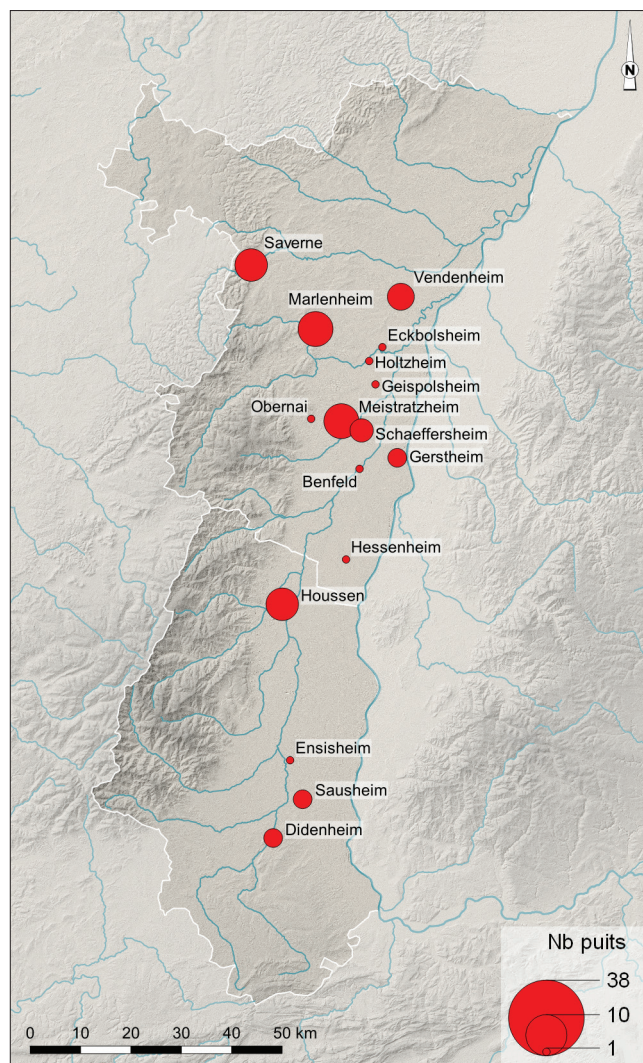 N
Saverne
Vendenheim
Marlenheim
Eckbolsheim
Holtzheim
Geispolsheim
Obernai
Meistratzheim
Schaeffersheim
Gerstheim
Benfeld
Hessenheim
Houssen
Ensisheim
Sausheim
Didenheim
Nb puits
38
10
1
0 10 20 30 40 50 km